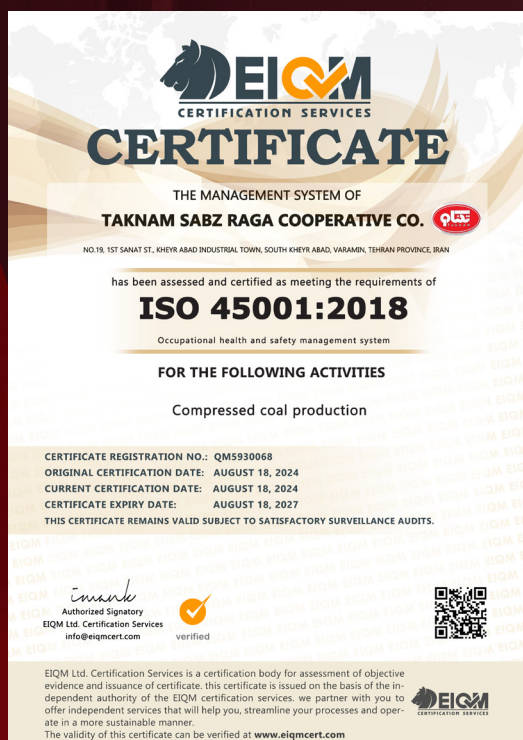 EIQM
CERTIFICATION SERVICES
CERTIFICATE
THE MANAGEMENT SYSTEM OF
TAKNAM SABZ RAGA COOPERATIVE CO.
تکنام
NO.19, 1ST SANAT ST., KHEYR ABAD INDUSTRIAL TOWN, SOUTH KHEYR ABAD, VARAMIN, TEHRAN PROVINCE, IRAN
has been assessed and certified as meeting the requirements of
ISO 45001:2018
Occupational health and safety management system
FOR THE FOLLOWING ACTIVITIES
Compressed coal production
CERTIFICATE REGISTRATION NO.: QM5930068
ORIGINAL CERTIFICATION DATE: AUGUST 18, 2024
CURRENT CERTIFICATION DATE: AUGUST 18, 2024
CERTIFICATE EXPIRY DATE: AUGUST 18, 2027
THIS CERTIFICATE REMAINS VALID SUBJECT TO SATISFACTORY SURVEILLANCE AUDITS.
Authorized Signatory
EIQM Ltd. Certification Services
info@eiqmcert.com
verified
EIQM Ltd. Certification Services is a certification body for assessment of objective
evidence and issuance of certificate. this certificate is issued on the basis of the in-
dependent authority of the EIQM certification services. we partner with you to
offer independent services that will help you, streamline your processes and oper-
ate in a more sustainable manner.
The validity of this certificate can be verified at www.eiqmcert.com
EIQM
CERTIFICATION SERVICES